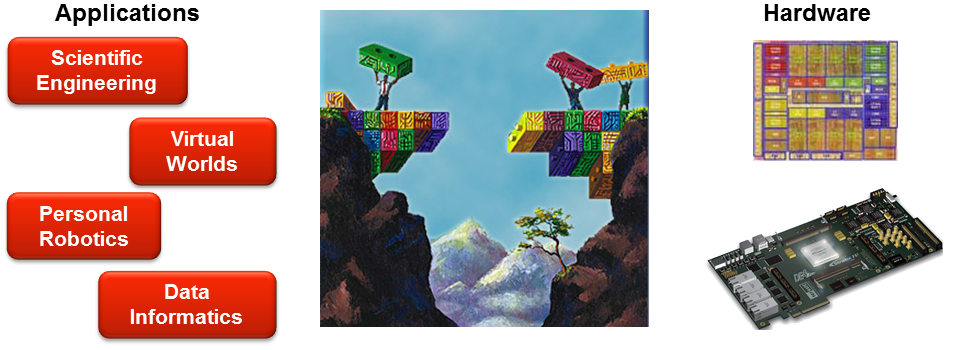 Applications
Hardware
Scientific
Engineering
Virtual
Worlds
Personal
Robotics
Data
Informatics